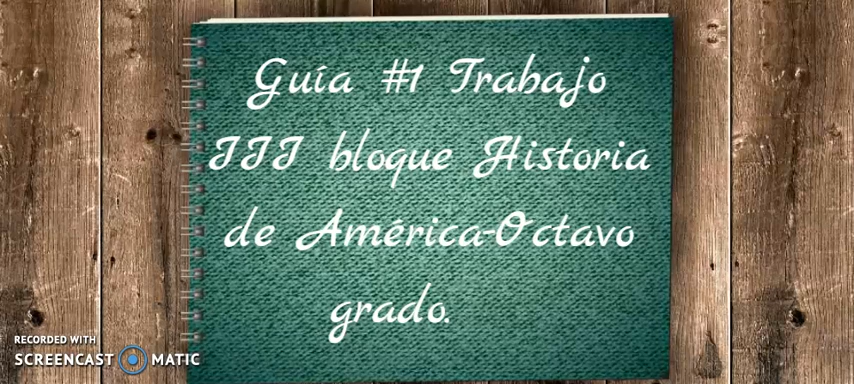 Guía #1 Trabajo
III bloque Historia
de América-Octavo
grado.
RECORDED WITH
SCREENCAST MATIC